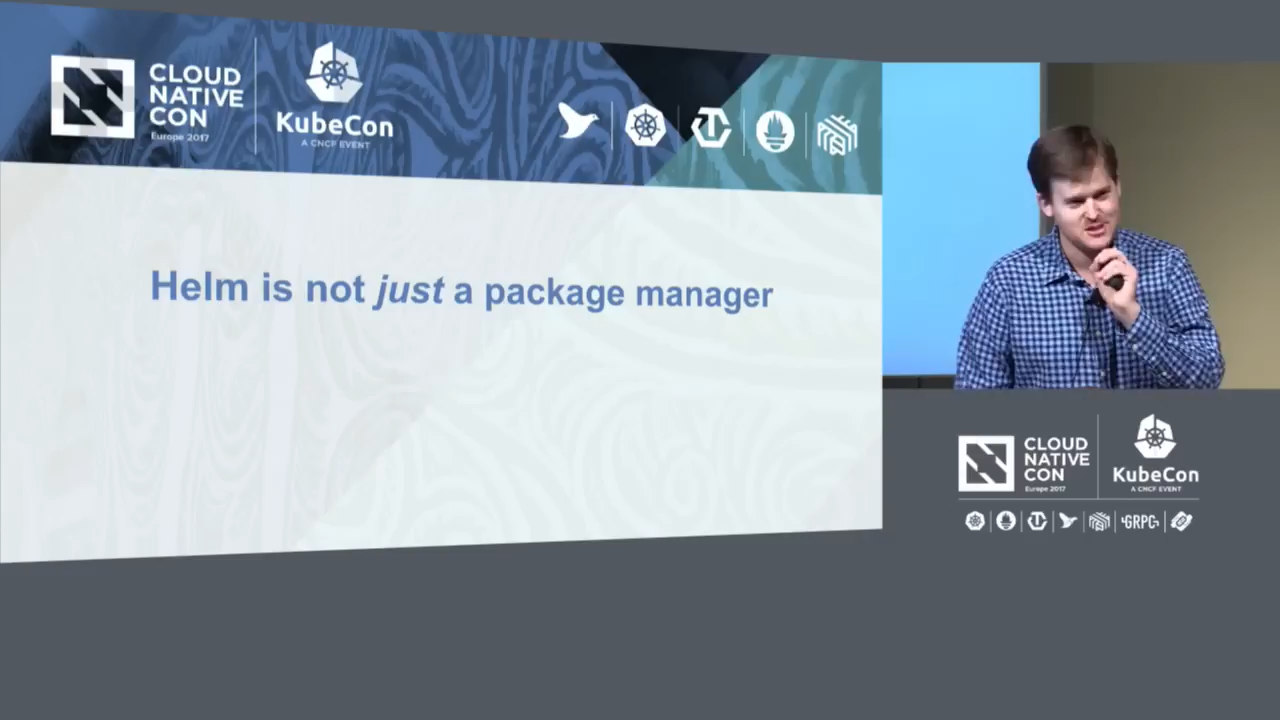 CLOUD
NATIVE
CON
Europe 2017
KubeCon
A CNCF EVENT
Helm is not just a package manager
CLOUD
NATIVE
CON
Europe 2017
KubeCon
A CNCF EVENT
GRPC